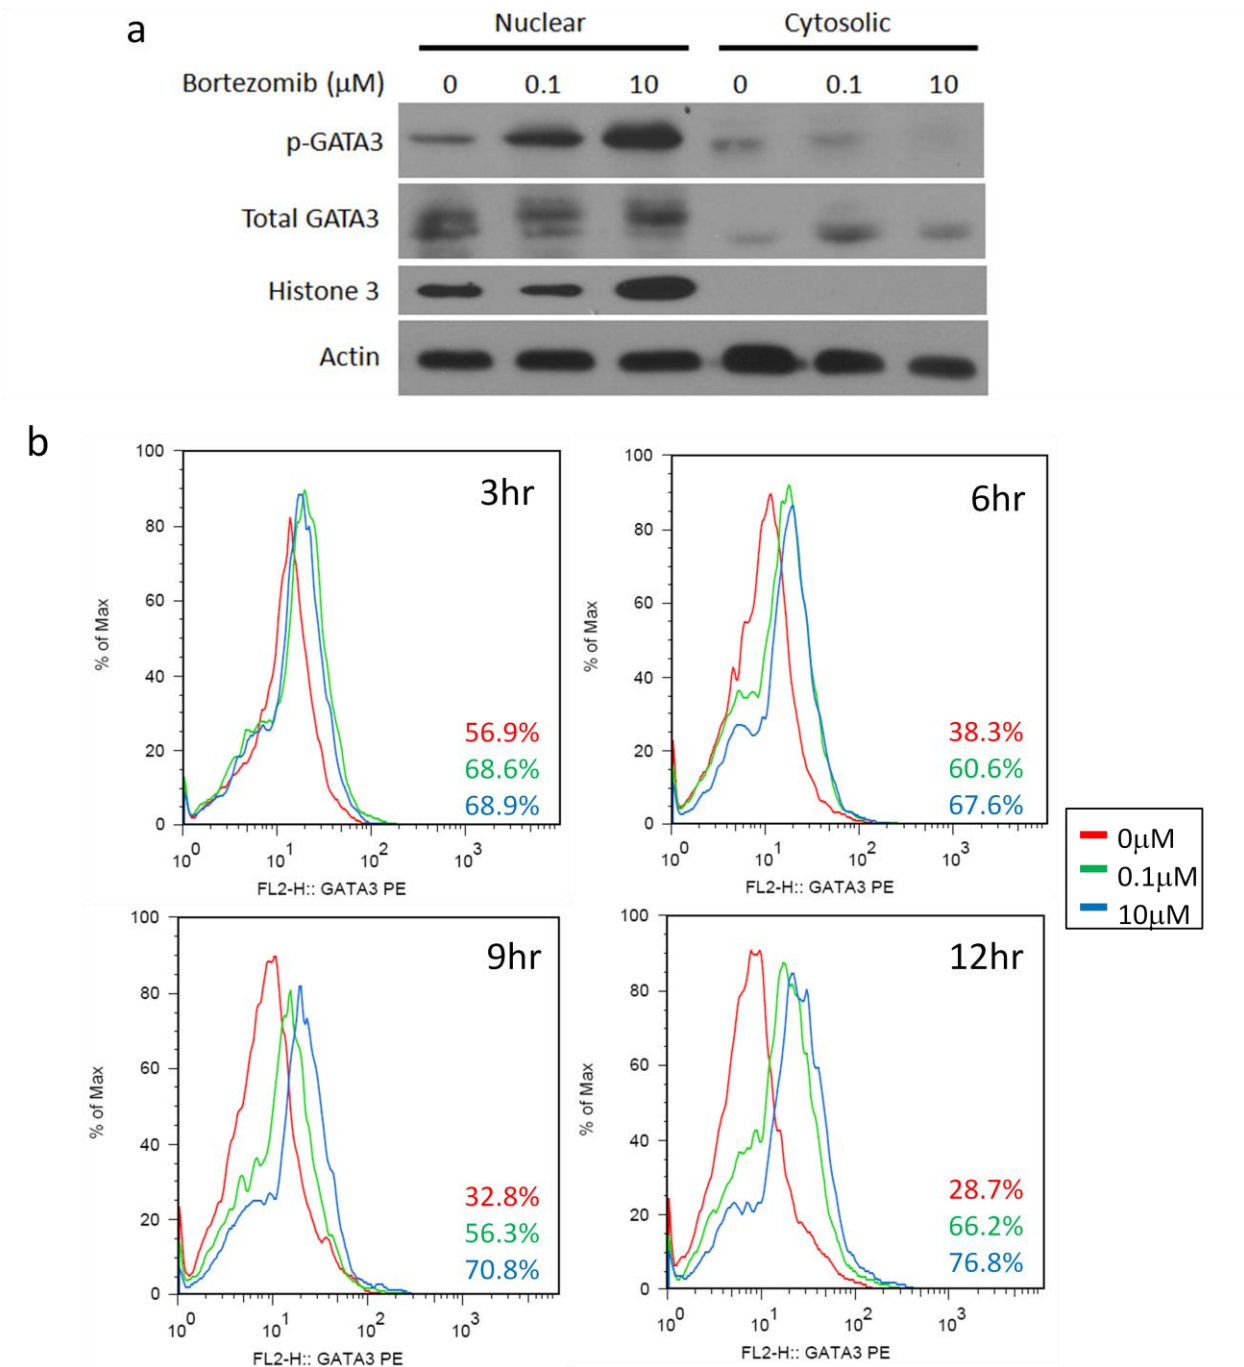 a
Nuclear Cytosolic
Bortezomib (μM) 0 0.1 10 0 0.1 10
p-GATA3
Total GATA3
Histone 3
Actin
b
100
80
60
40
20
0
% of Max
3hr
56.9%
68.6%
68.9%
10^0 10^1 10^2 10^3
FL2-H:: GATA3 PE
100
80
60
40
20
0
% of Max
6hr
38.3%
60.6%
67.6%
10^0 10^1 10^2 10^3
FL2-H:: GATA3 PE
0μM
0.1μM
10μM
100
80
60
40
20
0
% of Max
9hr
32.8%
56.3%
70.8%
10^0 10^1 10^2 10^3
FL2-H:: GATA3 PE
100
80
60
40
20
0
% of Max
12hr
28.7%
66.2%
76.8%
10^0 10^1 10^2 10^3
FL2-H:: GATA3 PE